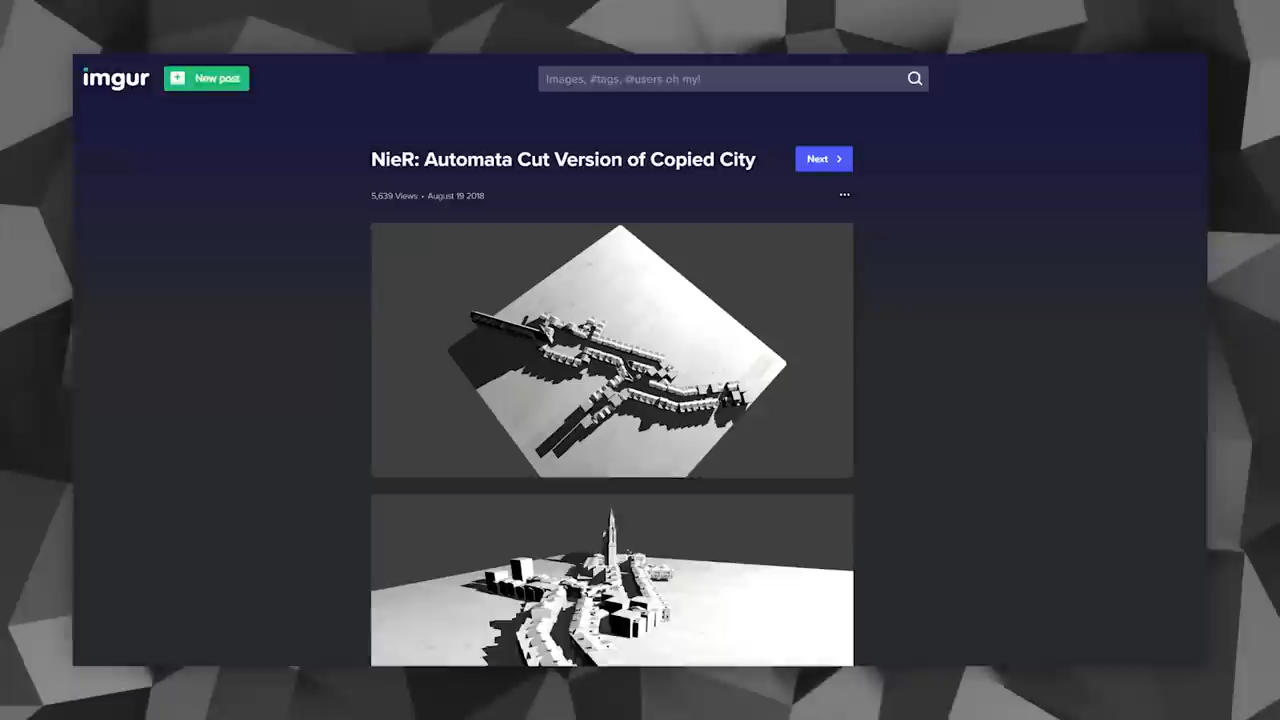 imgur
New post
Images, #tags, @users oh my!
NieR: Automata Cut Version of Copied City
Next
5,639 Views • August 19 2018